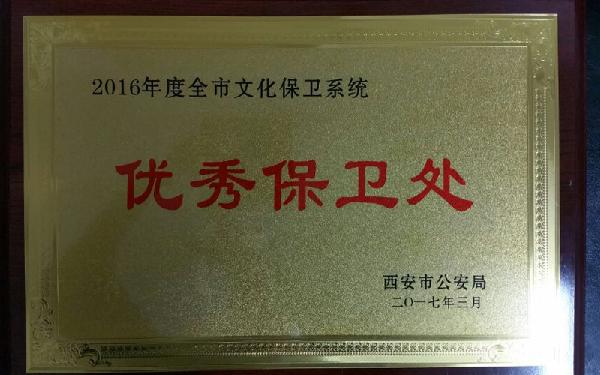 2016年度全市文化保卫系统
优秀保卫处
西安市公安局
二〇一七年三月